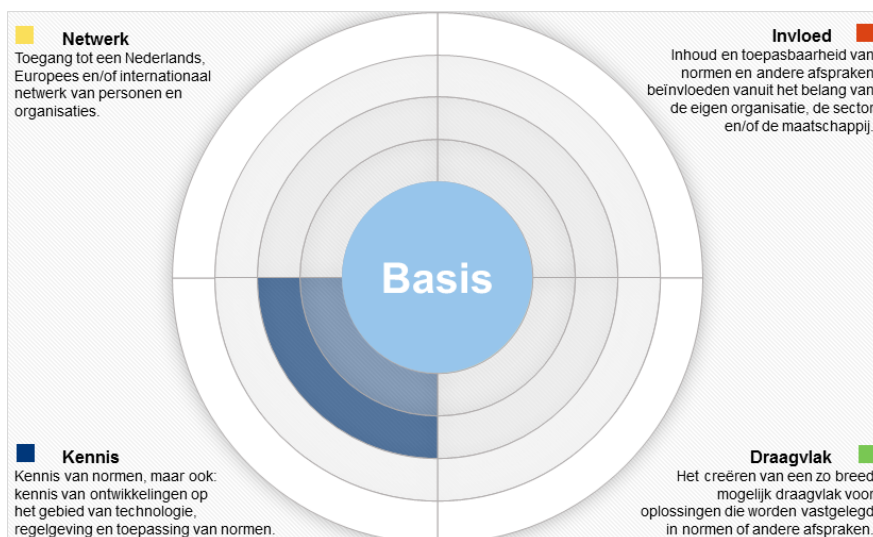 Netwerk
Toegang tot een Nederlands,
Europees en/of internationaal
netwerk van personen en
organisaties.
Invloed
Inhoud en toepasbaarheid van
normen en andere afspraken
beïnvloeden vanuit het belang van
de eigen organisatie, de sector
en/of de maatschappij.
Basis
Kennis
Kennis van normen, maar ook:
kennis van ontwikkelingen op
het gebied van technologie,
regelgeving en toepassing van normen.
Draagvlak
Het creëren van een zo breed
mogelijk draagvlak voor
oplossingen die worden vastgelegd
in normen of andere afspraken.